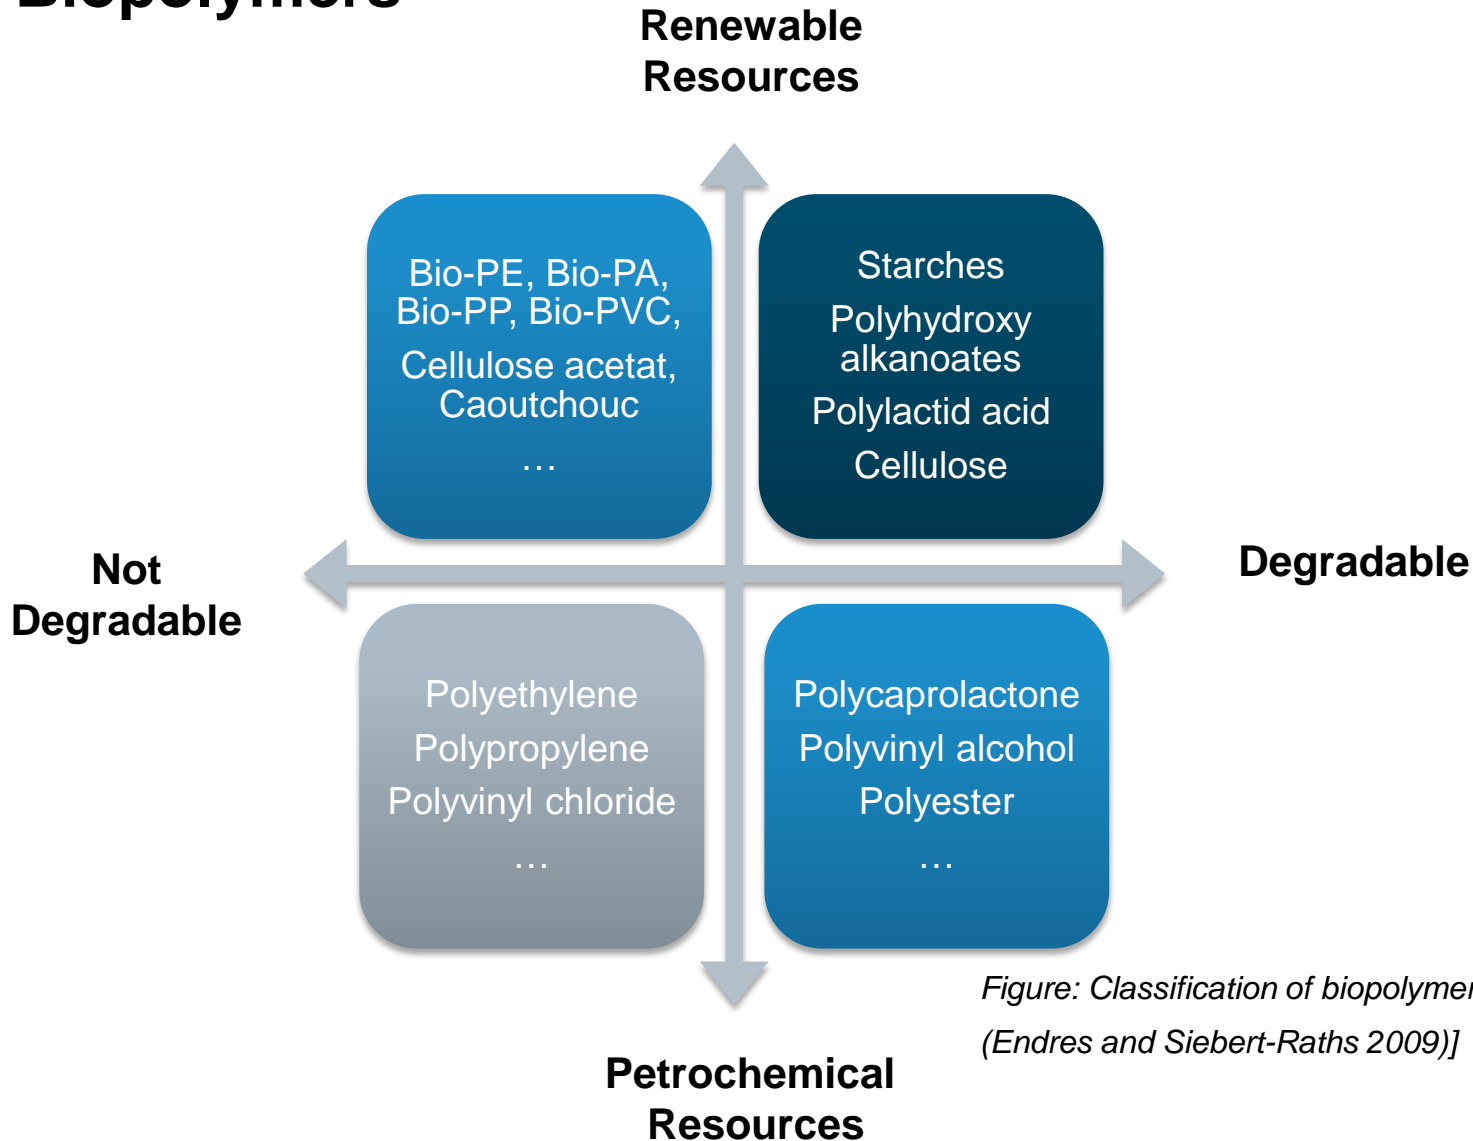 Biopolymers
Renewable
Resources
Bio-PE, Bio-PA,
Bio-PP, Bio-PVC,
Cellulose acetat,
Caoutchouc
…
Starches
Polyhydroxy
alkanoates
Polylactid acid
Cellulose
Not
Degradable
Degradable
Polyethylene
Polypropylene
Polyvinyl chloride
…
Polycaprolactone
Polyvinyl alcohol
Polyester
…
Figure: Classification of biopolymer
(Endres and Siebert-Raths 2009)]
Petrochemical
Resources